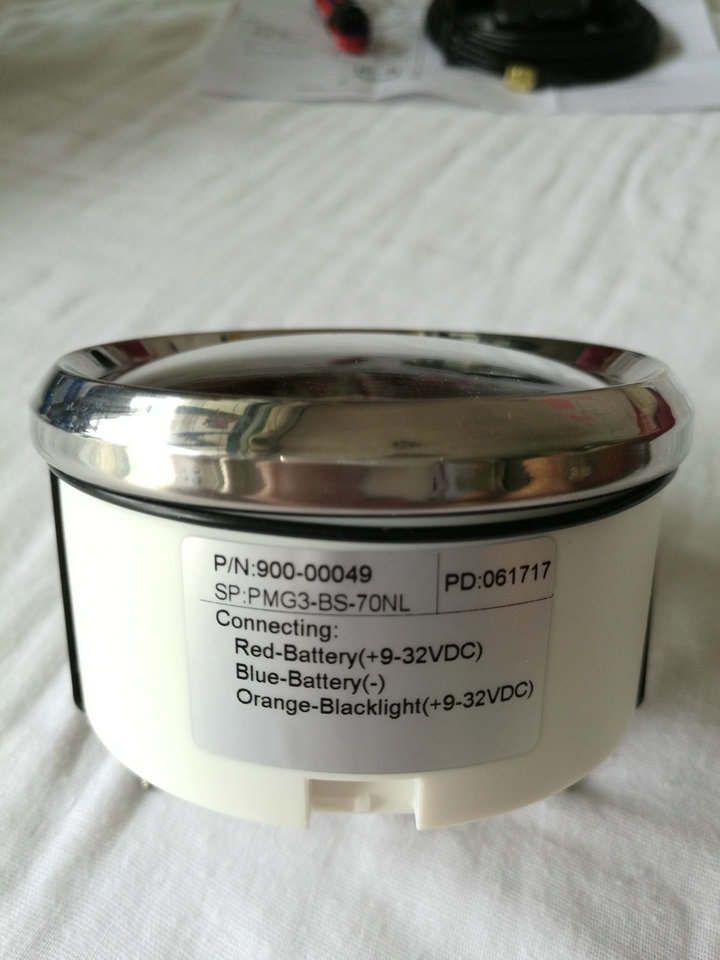 P/N:900-00049
SP:PMG3-BS-70NL
PD:061717
Connecting:
Red-Battery(+9-32VDC)
Blue-Battery(-)
Orange-Blacklight(+9-32VDC)